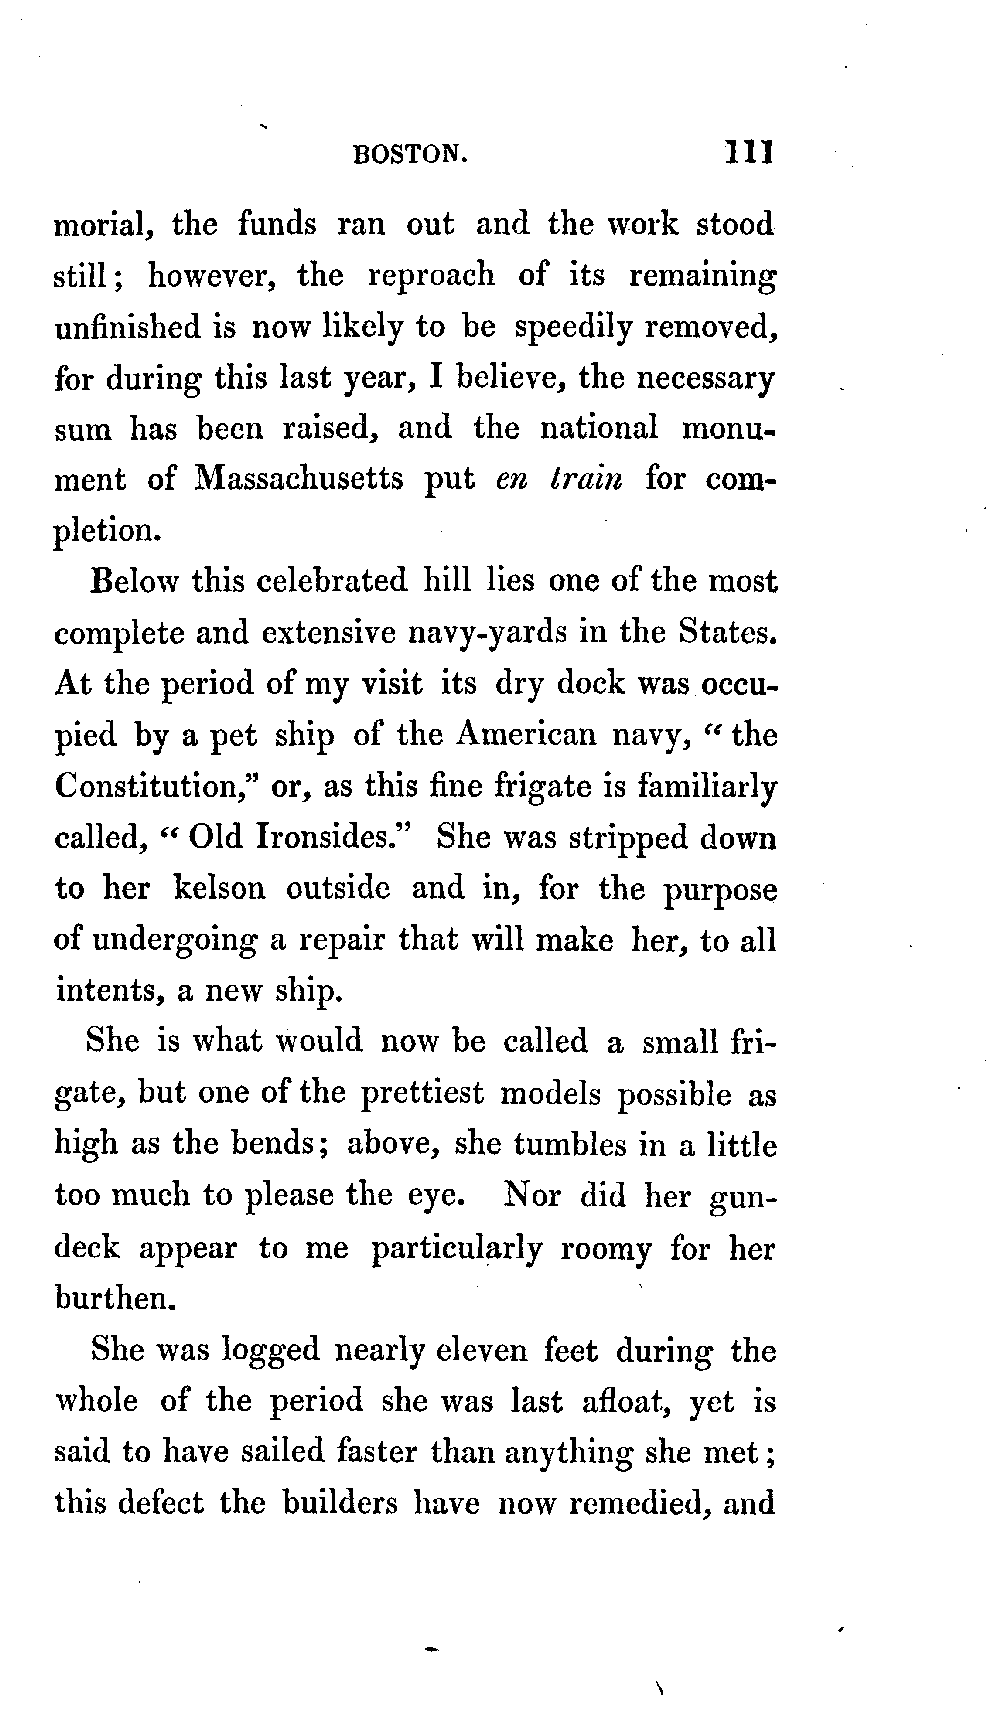 BOSTON. 111
morial, the funds ran out and the work stood
still; however, the reproach of its remaining
unfinished is now likely to be speedily removed,
for during this last year, I believe, the necessary
sum has been raised, and the national monu-
ment of Massachusetts put en train for com-
pletion.
Below this celebrated hill lies one of the most
complete and extensive navy-yards in the States.
At the period of my visit its dry dock was occu-
pied by a pet ship of the American navy, “ the
Constitution,” or, as this fine frigate is familiarly
called, “ Old Ironsides.” She was stripped down
to her kelson outside and in, for the purpose
of undergoing a repair that will make her, to all
intents, a new ship.
She is what would now be called a small fri-
gate, but one of the prettiest models possible as
high as the bends; above, she tumbles in a little
too much to please the eye. Nor did her gun-
deck appear to me particularly roomy for her
burthen.
She was logged nearly eleven feet during the
whole of the period she was last afloat, yet is
said to have sailed faster than anything she met;
this defect the builders have now remedied, and